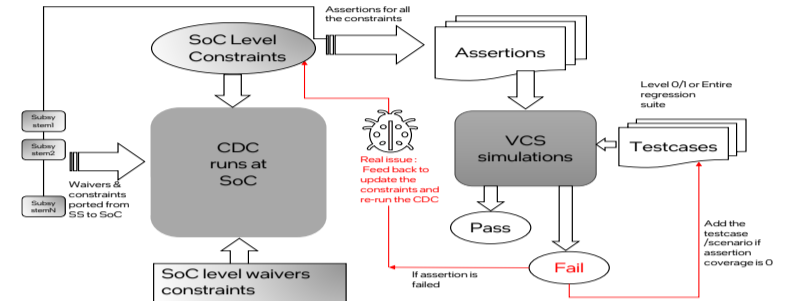 Assertions for all
the constraints
SoC Level
Constraints
Assertions
Level 0/1 or Entire
regression
suite
Subsy
stem1
Subsy
stem2
Subsy
stemN
Waivers &
constraints
ported from
SS to SoC
CDC
runs at
SoC
Real issue :
Feed back to
update the
constraints and
re-run the CDC
VCS
simulations
Testcases
Pass
Fail
If assertion is
failed
Add the
testcase
/scenario if
assertion
coverage is 0
SoC level waivers
constraints